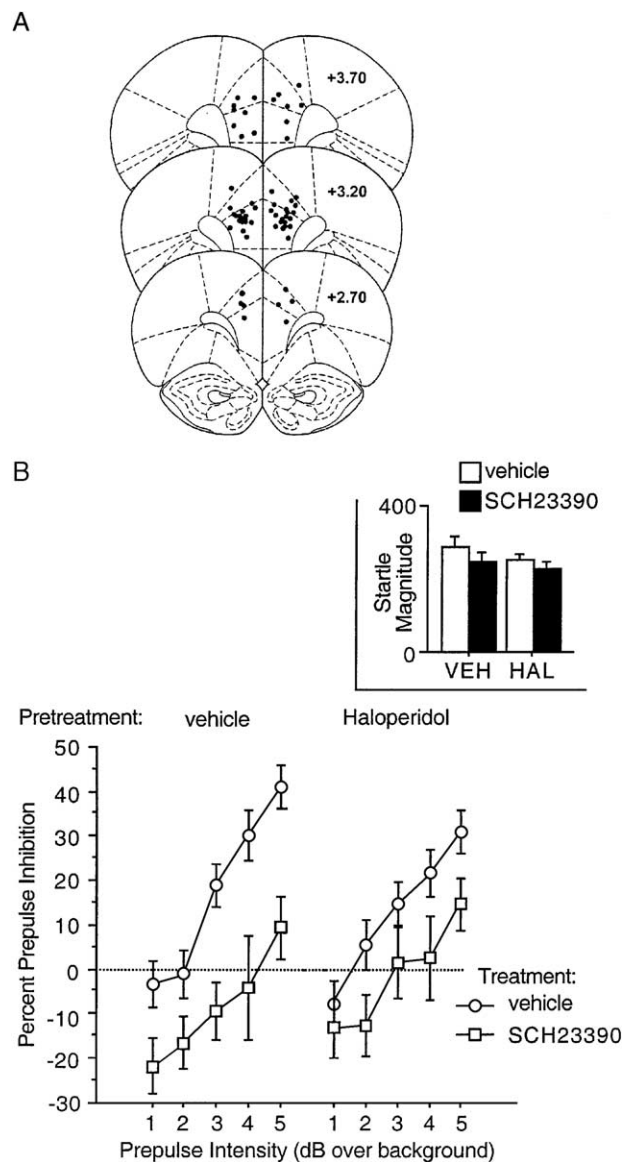 A
+3.70
+3.20
+2.70
B
vehicle
SCH23390
400
0
Startle
Magnitude
VEH HAL
Pretreatment: vehicle Haloperidol
50
40
30
20
10
0
-10
-20
-30
Percent Prepulse Inhibition
Treatment:
vehicle
SCH23390
1 2 3 4 5 1 2 3 4 5
Prepulse Intensity (dB over background)